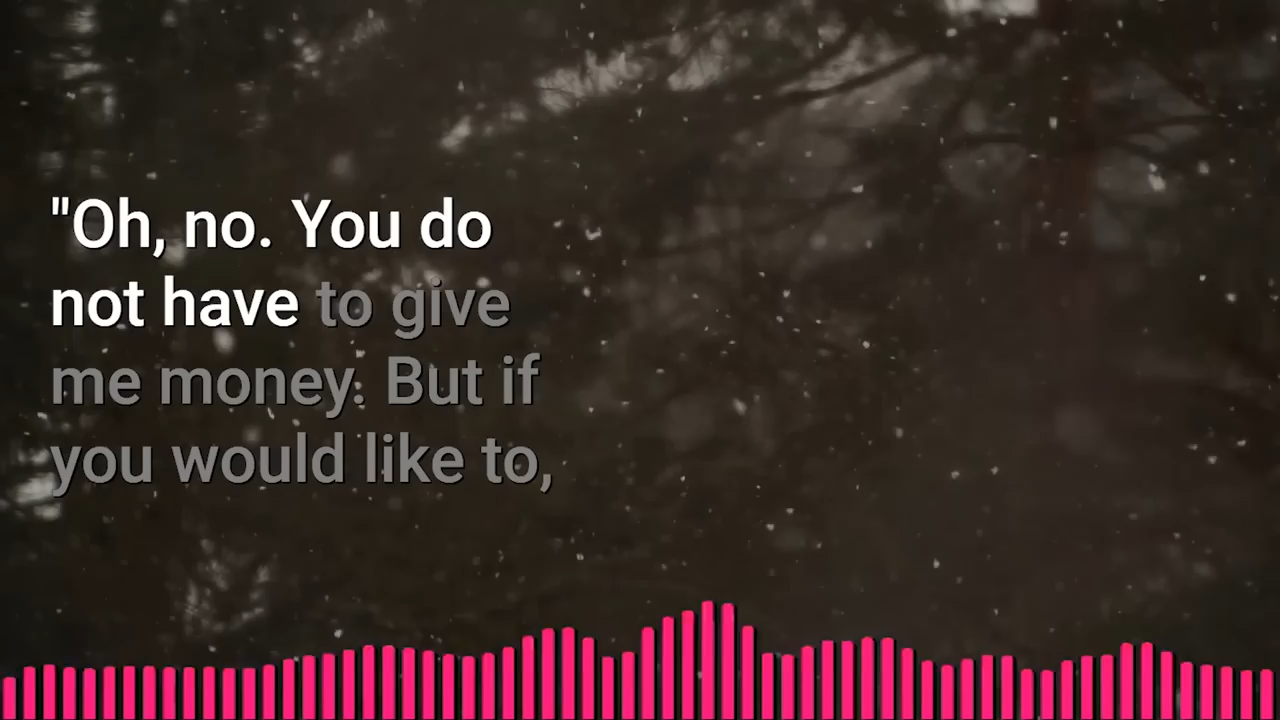 "Oh, no. You do
not have to give
me money. But if
you would like to,